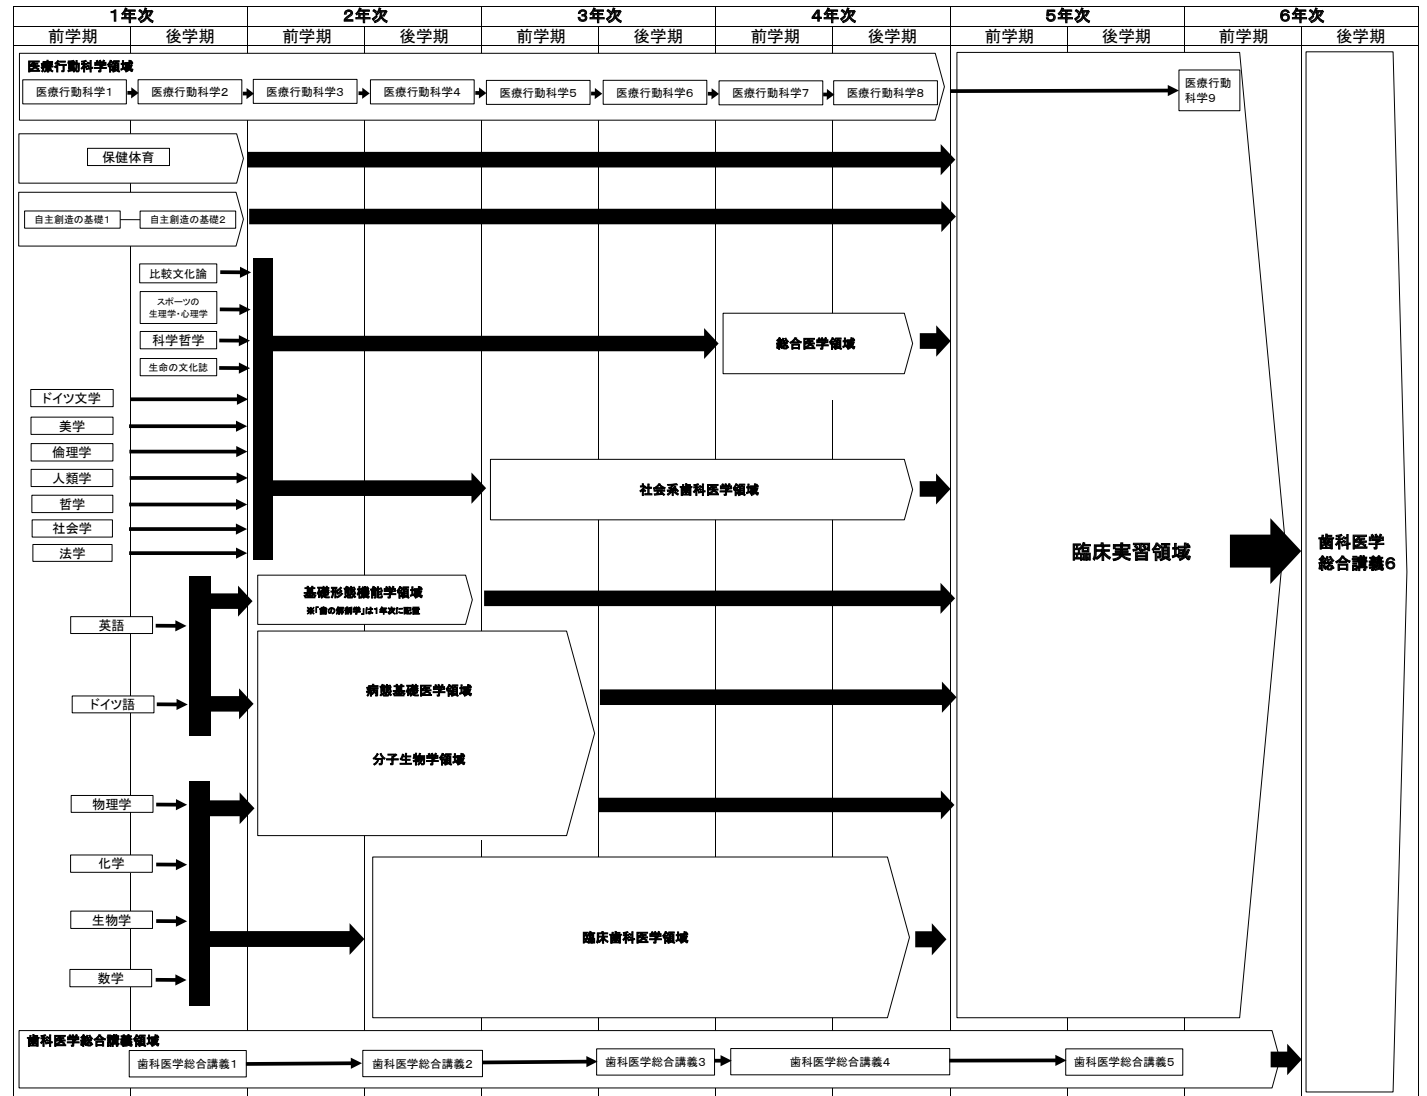 1年次
2年次
3年次
4年次
5年次
6年次
前学期
後学期
前学期
後学期
前学期
後学期
前学期
後学期
前学期
後学期
前学期
後学期
医療行動科学領域
医療行動科学1
医療行動科学2
医療行動科学3
医療行動科学4
医療行動科学5
医療行動科学6
医療行動科学7
医療行動科学8
医療行動
科学9
保健体育
自主創造の基礎1
自主創造の基礎2
比較文化論
スポーツの
生理学・心理学
科学哲学
生命の文化誌
総合医学領域
ドイツ文学
美学
倫理学
人類学
哲学
社会学
法学
社会系歯科医学領域
臨床実習領域
歯科医学
総合講義6
基礎形態機能学領域
※「歯の解剖学」は1年次に配置
英語
ドイツ語
病態基礎医学領域
分子生物学領域
物理学
化学
生物学
数学
臨床歯科医学領域
歯科医学総合講義領域
歯科医学総合講義1
歯科医学総合講義2
歯科医学総合講義3
歯科医学総合講義4
歯科医学総合講義5